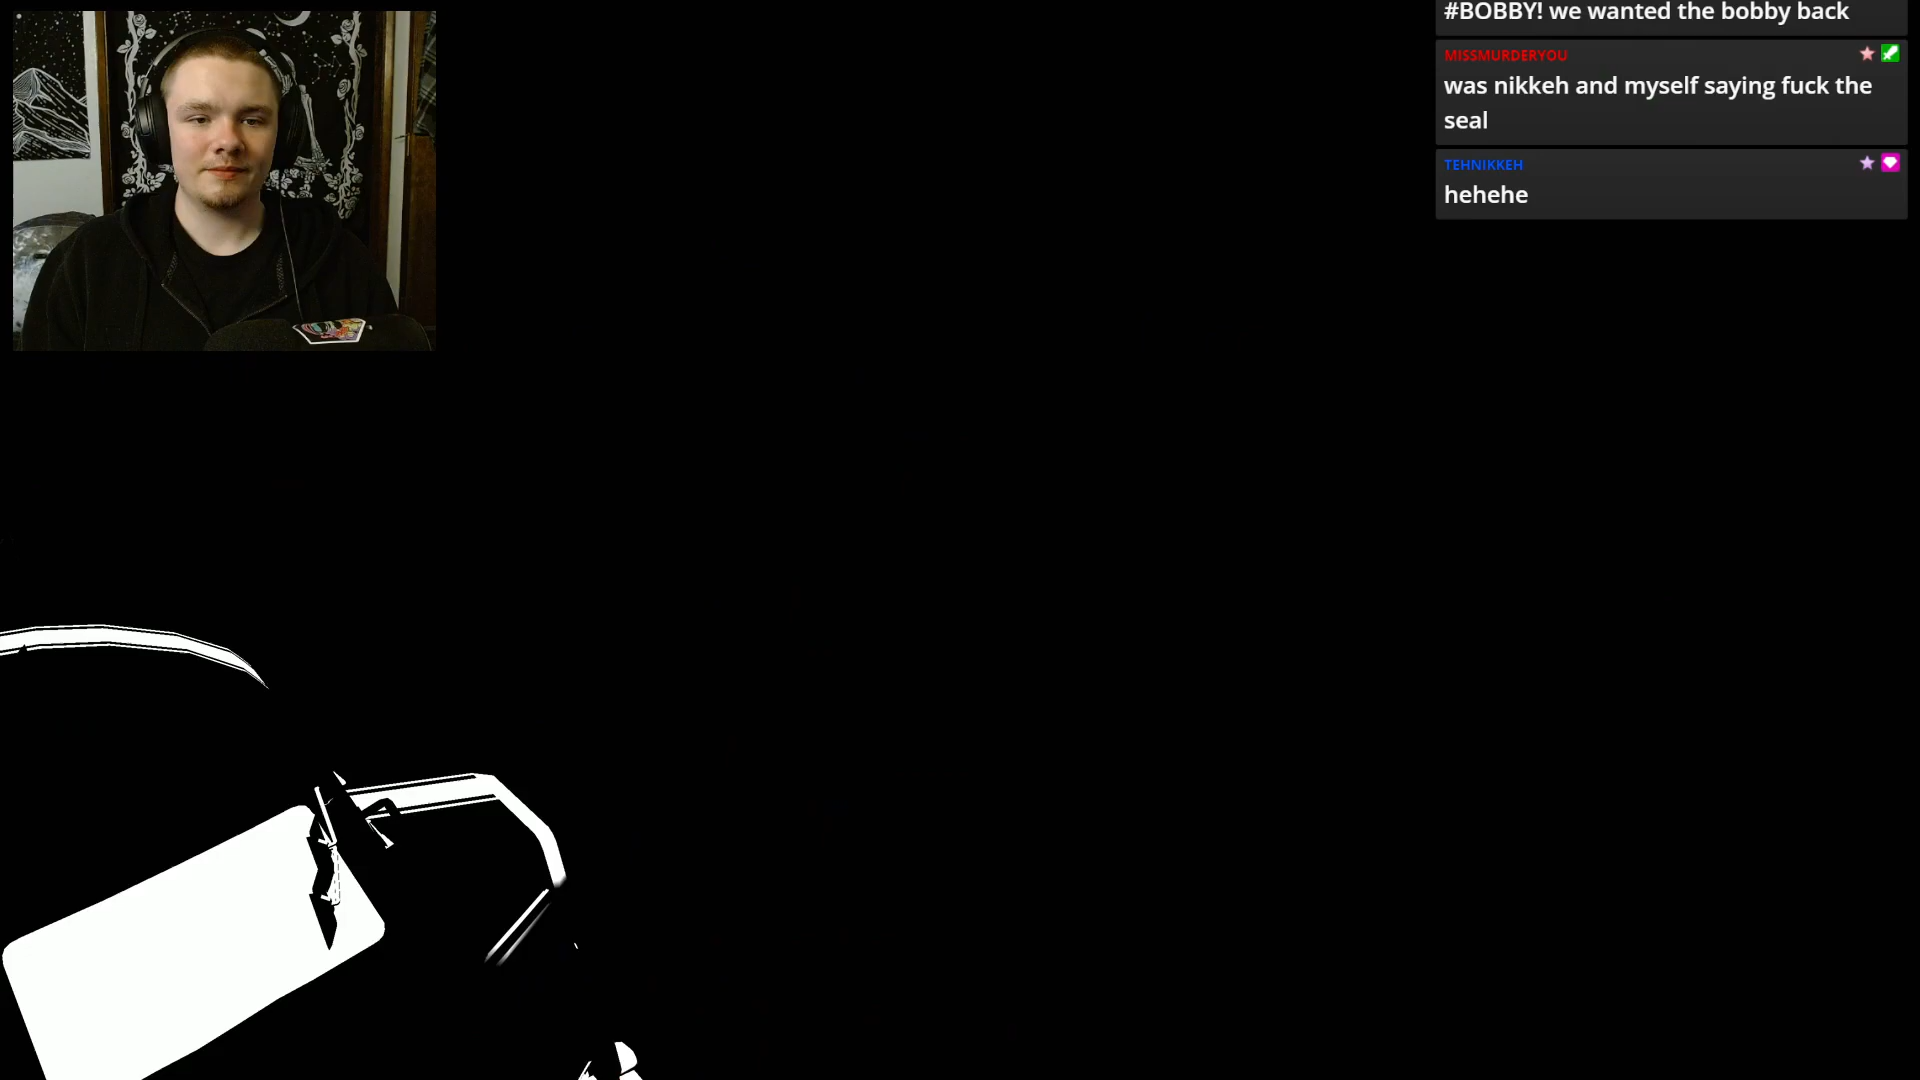 #BOBBY! we wanted the bobby back
MISSMURDERYOU
was nikkeh and myself saying fuck the
seal
TEHNIKKEH
hehehe